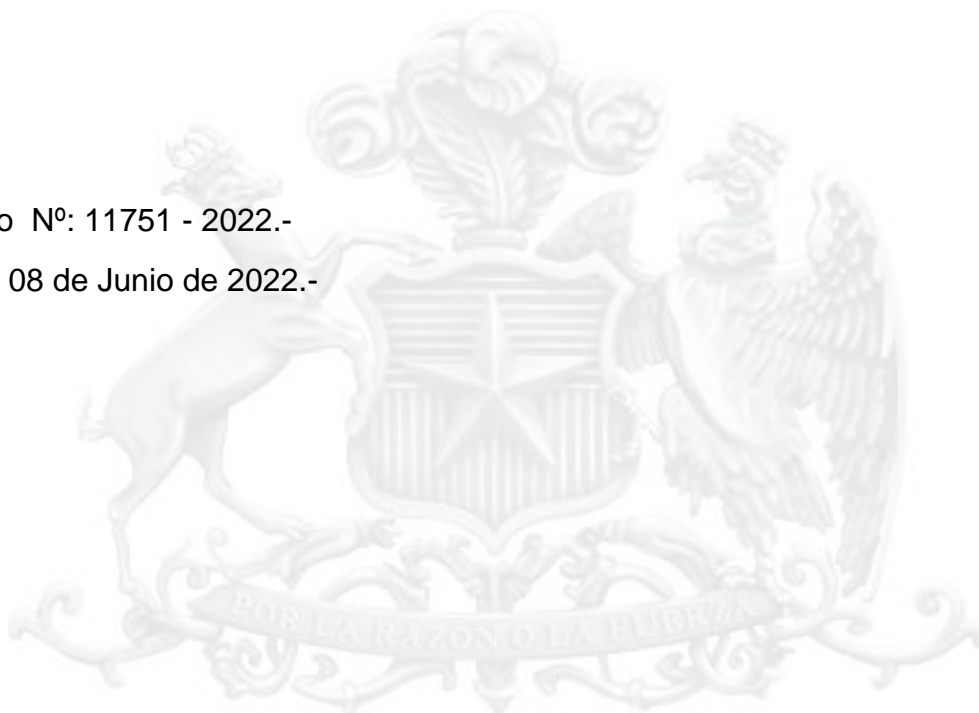 o Nº: 11751 - 2022.-
08 de Junio de 2022.-
POR LA RAZON O LA FUERZA